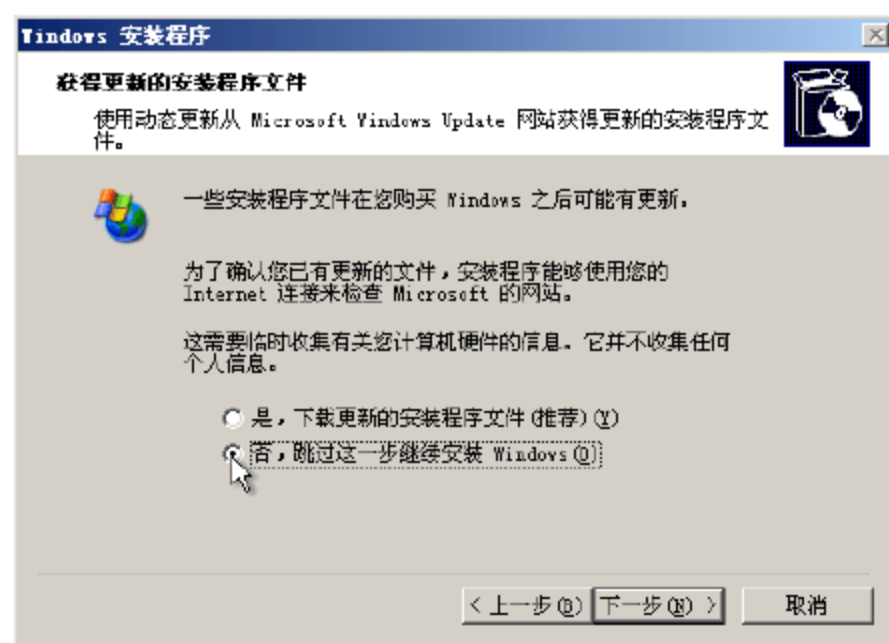 Windows 安装程序
获得更新的安装程序文件
使用动态更新从 Microsoft Windows Update 网站获得更新的安装程序文
件。
一些安装程序文件在您购买 Windows 之后可能有更新。
为了确认您已有更新的文件，安装程序能够使用您的
Internet 连接来检查 Microsoft 的网站。
这需要临时收集有关您计算机硬件的信息。它并不收集任何
个人信息。
是，下载更新的安装程序文件(推荐)(Y)
否，跳过这一步继续安装 Windows(O)
< 上一步(B)
下一步(N) >
取消